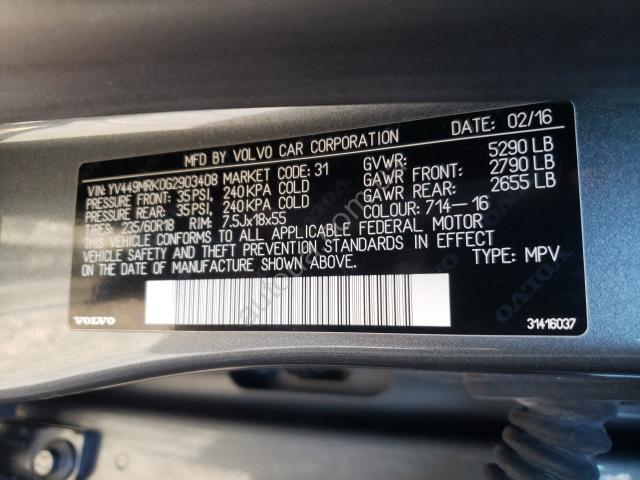 MFD BY VOLVO CAR CORPORATION DATE: 02/16
VIN: YV449MRK0G2903408 MARKET CODE: 31 GVWR: 5290 LB
PRESSURE FRONT: 35 PSI, 240 KPA COLD GAWR FRONT: 2790 LB
PRESSURE REAR: 35 PSI, 240 KPA COLD GAWR REAR: 2655 LB
TIRES: 235/60R18 RIM: 7.5Jx18x55 COLOUR: 714-16
THIS VEHICLE CONFORMS TO ALL APPLICABLE FEDERAL MOTOR
VEHICLE SAFETY AND THEFT PREVENTION STANDARDS IN EFFECT
ON THE DATE OF MANUFACTURE SHOWN ABOVE. TYPE: MPV
VOLVO 31416037